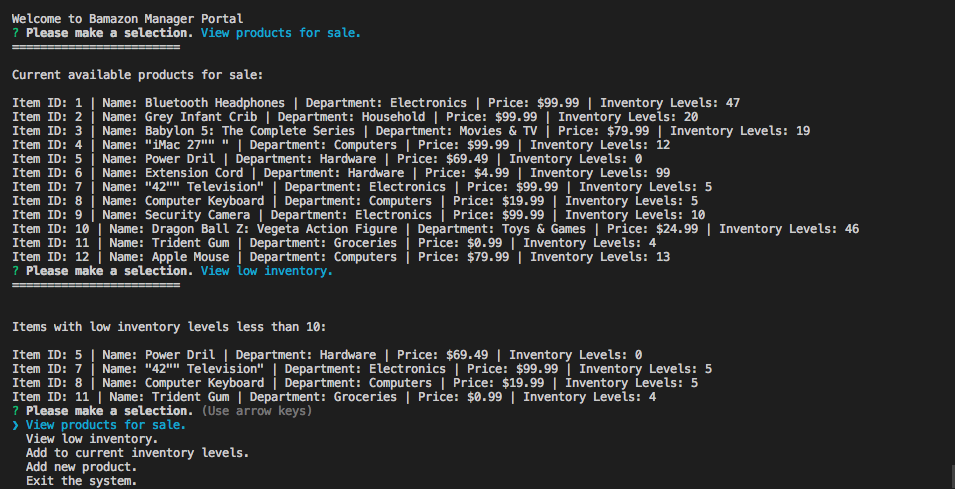 Welcome to Bamazon Manager Portal
? Please make a selection. View products for sale.
========================
Current available products for sale:
Item ID: 1 | Name: Bluetooth Headphones | Department: Electronics | Price: $99.99 | Inventory Levels: 47
Item ID: 2 | Name: Grey Infant Crib | Department: Household | Price: $99.99 | Inventory Levels: 20
Item ID: 3 | Name: Babylon 5: The Complete Series | Department: Movies & TV | Price: $79.99 | Inventory Levels: 19
Item ID: 4 | Name: "iMac 27"" " | Department: Computers | Price: $99.99 | Inventory Levels: 12
Item ID: 5 | Name: Power Dril | Department: Hardware | Price: $69.49 | Inventory Levels: 0
Item ID: 6 | Name: Extension Cord | Department: Hardware | Price: $4.99 | Inventory Levels: 99
Item ID: 7 | Name: "42"" Television" | Department: Electronics | Price: $99.99 | Inventory Levels: 5
Item ID: 8 | Name: Computer Keyboard | Department: Computers | Price: $19.99 | Inventory Levels: 5
Item ID: 9 | Name: Security Camera | Department: Electronics | Price: $99.99 | Inventory Levels: 10
Item ID: 10 | Name: Dragon Ball Z: Vegeta Action Figure | Department: Toys & Games | Price: $24.99 | Inventory Levels: 46
Item ID: 11 | Name: Trident Gum | Department: Groceries | Price: $0.99 | Inventory Levels: 4
Item ID: 12 | Name: Apple Mouse | Department: Computers | Price: $79.99 | Inventory Levels: 13
? Please make a selection. View low inventory.
========================
Items with low inventory levels less than 10:
Item ID: 5 | Name: Power Dril | Department: Hardware | Price: $69.49 | Inventory Levels: 0
Item ID: 7 | Name: "42"" Television" | Department: Electronics | Price: $99.99 | Inventory Levels: 5
Item ID: 8 | Name: Computer Keyboard | Department: Computers | Price: $19.99 | Inventory Levels: 5
Item ID: 11 | Name: Trident Gum | Department: Groceries | Price: $0.99 | Inventory Levels: 4
? Please make a selection. (Use arrow keys)
❯ View products for sale.
View low inventory.
Add to current inventory levels.
Add new product.
Exit the system.